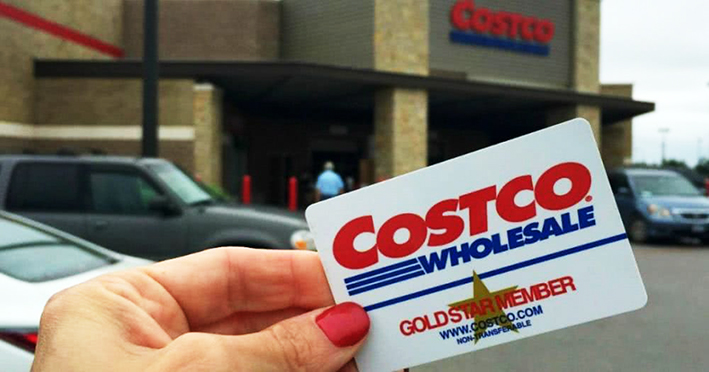 COSTCO
COSTCO
WHOLESALE
GOLD STAR MEMBER
WWW.COSTCO.COM
NON-TRANSFERABLE